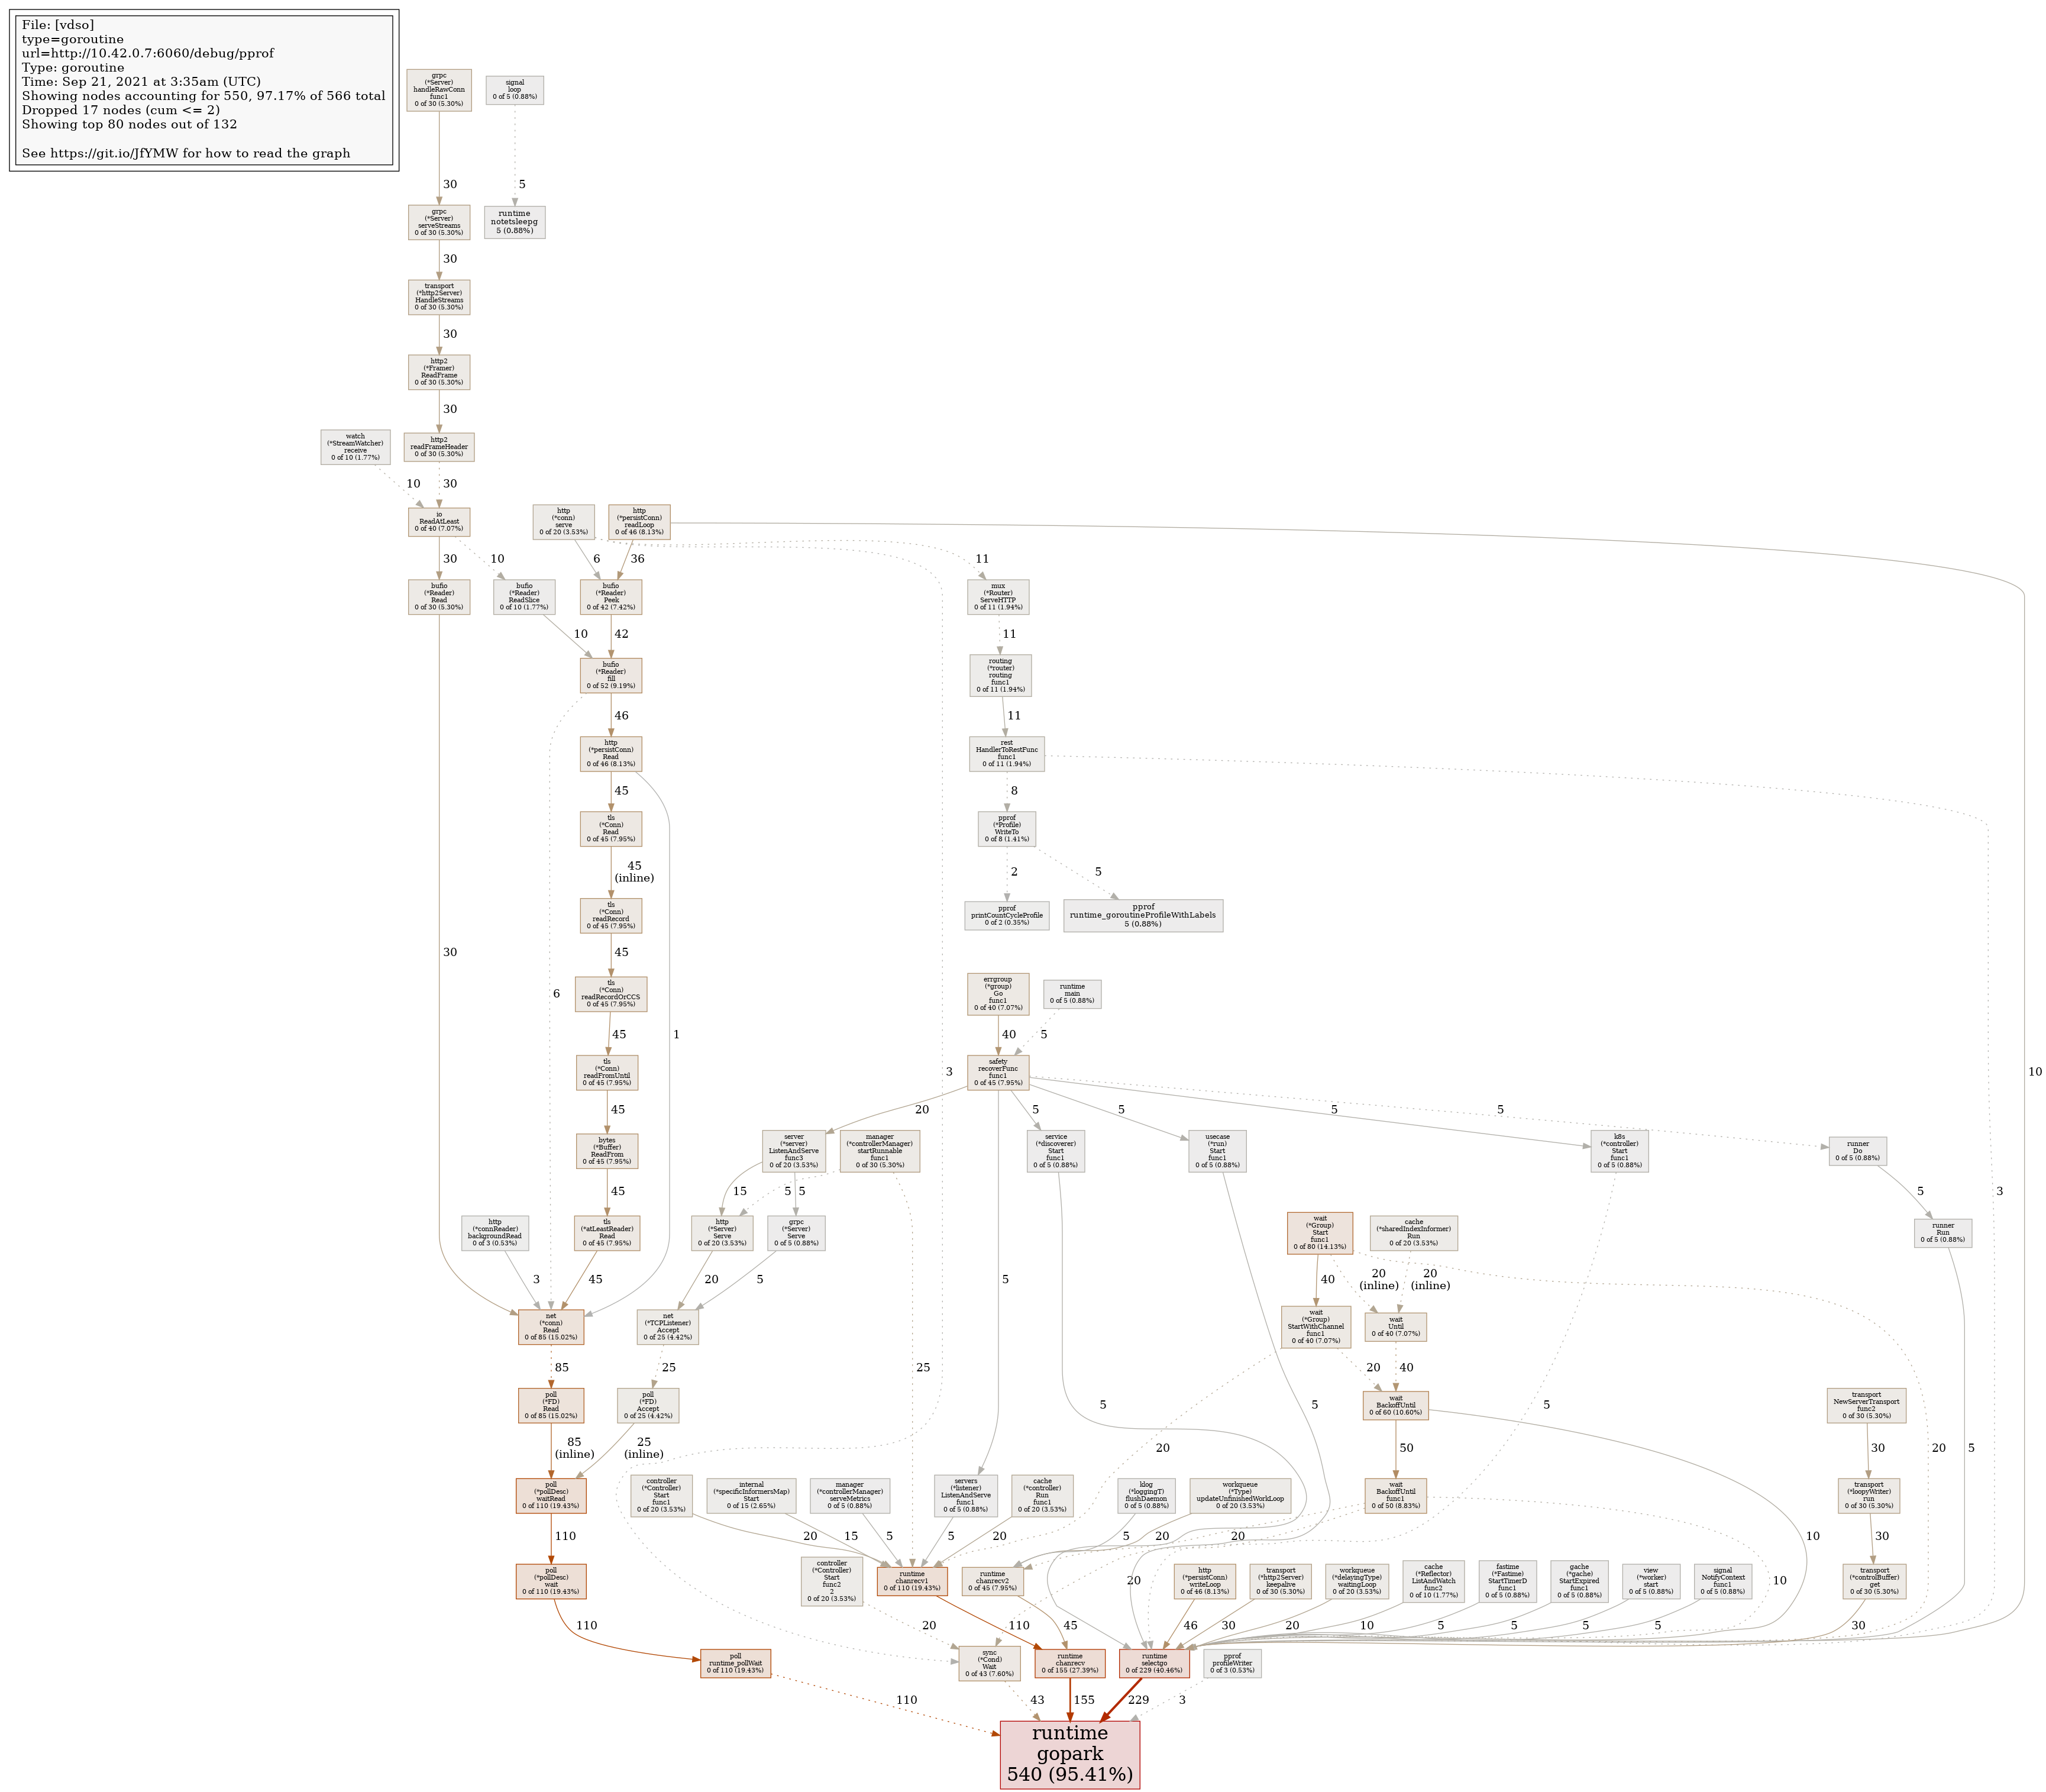 File: [vdso]
type=goroutine
url=http://10.42.0.7:6060/debug/pprof
Type: goroutine
Time: Sep 21, 2021 at 3:35am (UTC)
Showing nodes accounting for 550, 97.17% of 566 total
Dropped 17 nodes (cum <= 2)
Showing top 80 nodes out of 132
See https://git.io/JfYMW for how to read the graph
grpc
(*Server)
handleRawConn
func1
0 of 30 (5.30%)
signal
loop
0 of 5 (0.88%)
30
5
grpc
(*Server)
serveStreams
0 of 30 (5.30%)
runtime
notetsleepg
5 (0.88%)
30
transport
(*http2Server)
HandleStreams
0 of 30 (5.30%)
30
http2
(*Framer)
ReadFrame
0 of 30 (5.30%)
30
watch
(*StreamWatcher)
receive
0 of 10 (1.77%)
http2
readFrameHeader
0 of 30 (5.30%)
10
30
io
ReadAtLeast
0 of 40 (7.07%)
http
(*conn)
serve
0 of 20 (3.53%)
http
(*persistConn)
readLoop
0 of 46 (8.13%)
30
10
6
36
11
bufio
(*Reader)
Read
0 of 30 (5.30%)
bufio
(*Reader)
ReadSlice
0 of 10 (1.77%)
bufio
(*Reader)
Peek
0 of 42 (7.42%)
mux
(*Router)
ServeHTTP
0 of 11 (1.94%)
10
42
11
bufio
(*Reader)
fill
0 of 52 (9.19%)
routing
(*router)
routing
func1
0 of 11 (1.94%)
46
11
http
(*persistConn)
Read
0 of 46 (8.13%)
rest
HandlerToRestFunc
func1
0 of 11 (1.94%)
45
8
tls
(*Conn)
Read
0 of 45 (7.95%)
pprof
(*Profile)
WriteTo
0 of 8 (1.41%)
45
(inline)
2
5
tls
(*Conn)
readRecord
0 of 45 (7.95%)
pprof
printCountCycleProfile
0 of 2 (0.35%)
pprof
runtime_goroutineProfileWithLabels
5 (0.88%)
30
45
6
tls
(*Conn)
readRecordOrCCS
0 of 45 (7.95%)
errgroup
(*group)
Go
func1
0 of 40 (7.07%)
runtime
main
0 of 5 (0.88%)
45
1
40
5
tls
(*Conn)
readFromUntil
0 of 45 (7.95%)
3
safety
recoverFunc
func1
0 of 45 (7.95%)
10
45
20
5
5
5
5
bytes
(*Buffer)
ReadFrom
0 of 45 (7.95%)
server
(*server)
ListenAndServe
func3
0 of 20 (3.53%)
manager
(*controllerManager)
startRunnable
func1
0 of 30 (5.30%)
service
(*discoverer)
Start
func1
0 of 5 (0.88%)
usecase
(*run)
Start
func1
0 of 5 (0.88%)
k8s
(*controller)
Start
func1
0 of 5 (0.88%)
runner
Do
0 of 5 (0.88%)
45
15
5
5
5
3
http
(*connReader)
backgroundRead
0 of 3 (0.53%)
tls
(*atLeastReader)
Read
0 of 45 (7.95%)
http
(*Server)
Serve
0 of 20 (3.53%)
grpc
(*Server)
Serve
0 of 5 (0.88%)
wait
(*Group)
Start
func1
0 of 80 (14.13%)
cache
(*sharedIndexInformer)
Run
0 of 20 (3.53%)
runner
Run
0 of 5 (0.88%)
3
45
20
5
5
40
20
(inline)
20
(inline)
net
(*conn)
Read
0 of 85 (15.02%)
net
(*TCPListener)
Accept
0 of 25 (4.42%)
wait
(*Group)
StartWithChannel
func1
0 of 40 (7.07%)
wait
Until
0 of 40 (7.07%)
85
25
25
20
40
poll
(*FD)
Read
0 of 85 (15.02%)
poll
(*FD)
Accept
0 of 25 (4.42%)
5
5
wait
BackoffUntil
0 of 60 (10.60%)
5
transport
NewServerTransport
func2
0 of 30 (5.30%)
85
(inline)
25
(inline)
20
50
30
20
5
poll
(*pollDesc)
waitRead
0 of 110 (19.43%)
controller
(*Controller)
Start
func1
0 of 20 (3.53%)
internal
(*specificInformersMap)
Start
0 of 15 (2.65%)
manager
(*controllerManager)
serveMetrics
0 of 5 (0.88%)
servers
(*listener)
ListenAndServe
func1
0 of 5 (0.88%)
cache
(*controller)
Run
func1
0 of 20 (3.53%)
klog
(*loggingT)
flushDaemon
0 of 5 (0.88%)
workqueue
(*Type)
updateUnfinishedWorkLoop
0 of 20 (3.53%)
wait
BackoffUntil
func1
0 of 50 (8.83%)
transport
(*loopyWriter)
run
0 of 30 (5.30%)
110
20
15
5
5
20
5
20
20
10
30
poll
(*pollDesc)
wait
0 of 110 (19.43%)
controller
(*Controller)
Start
func2
2
0 of 20 (3.53%)
runtime
chanrecv1
0 of 110 (19.43%)
runtime
chanrecv2
0 of 45 (7.95%)
20
http
(*persistConn)
writeLoop
0 of 46 (8.13%)
transport
(*http2Server)
keepalive
0 of 30 (5.30%)
workqueue
(*delayingType)
waitingLoop
0 of 20 (3.53%)
cache
(*Reflector)
ListAndWatch
func2
0 of 10 (1.77%)
fastime
(*Fastime)
StartTimerD
func1
0 of 5 (0.88%)
gache
(*gache)
StartExpired
func1
0 of 5 (0.88%)
view
(*worker)
start
0 of 5 (0.88%)
signal
NotifyContext
func1
0 of 5 (0.88%)
10
transport
(*controlBuffer)
get
0 of 30 (5.30%)
110
20
110
45
46
30
20
10
5
5
5
5
30
poll
runtime_pollWait
0 of 110 (19.43%)
sync
(*Cond)
Wait
0 of 43 (7.60%)
runtime
chanrecv
0 of 155 (27.39%)
runtime
selectgo
0 of 229 (40.46%)
pprof
profileWriter
0 of 3 (0.53%)
110
43
155
229
3
runtime
gopark
540 (95.41%)